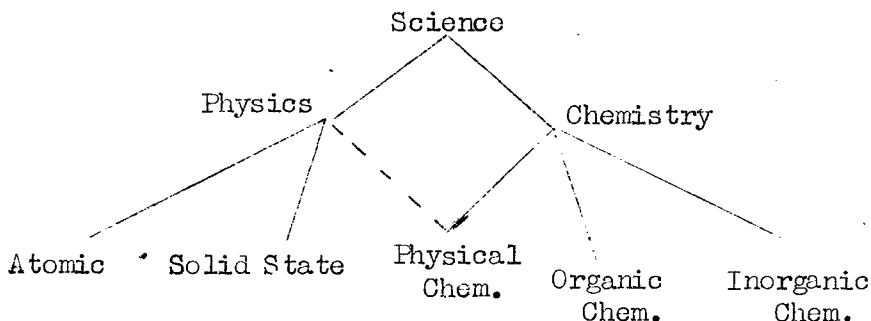 Science
Physics
Chemistry
Atomic
Solid State
Physical
Chem.
Organic
Chem.
Inorganic
Chem.